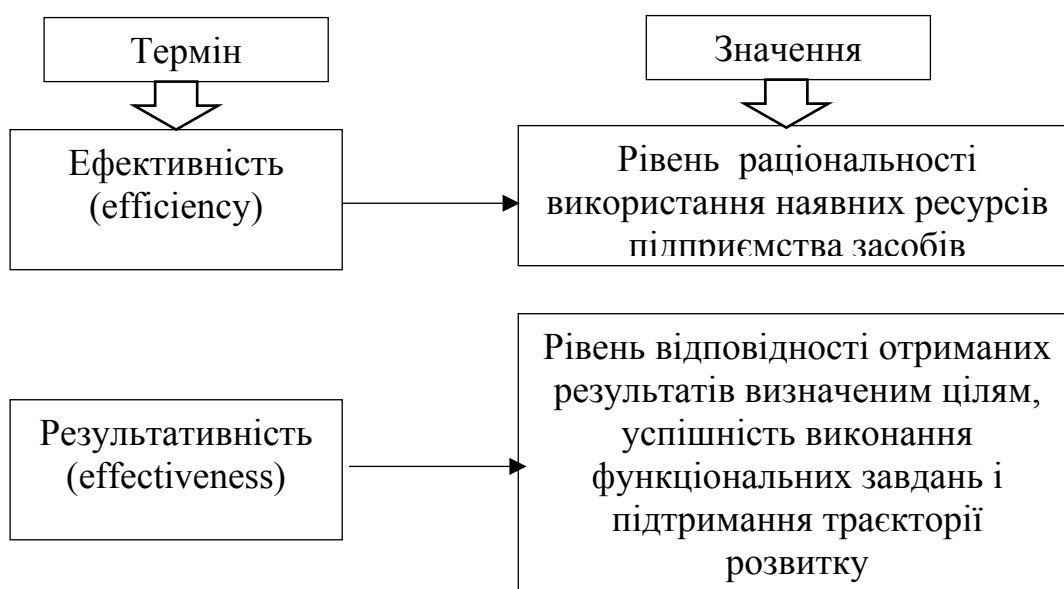 Термін
Значення
Ефективність
(efficiency)
Рівень раціональності
використання наявних ресурсів
підприємства засобів
Результативність
(effectiveness)
Рівень відповідності отриманих
результатів визначеним цілям,
успішність виконання
функціональних завдань і
підтримання траєкторії
розвитку